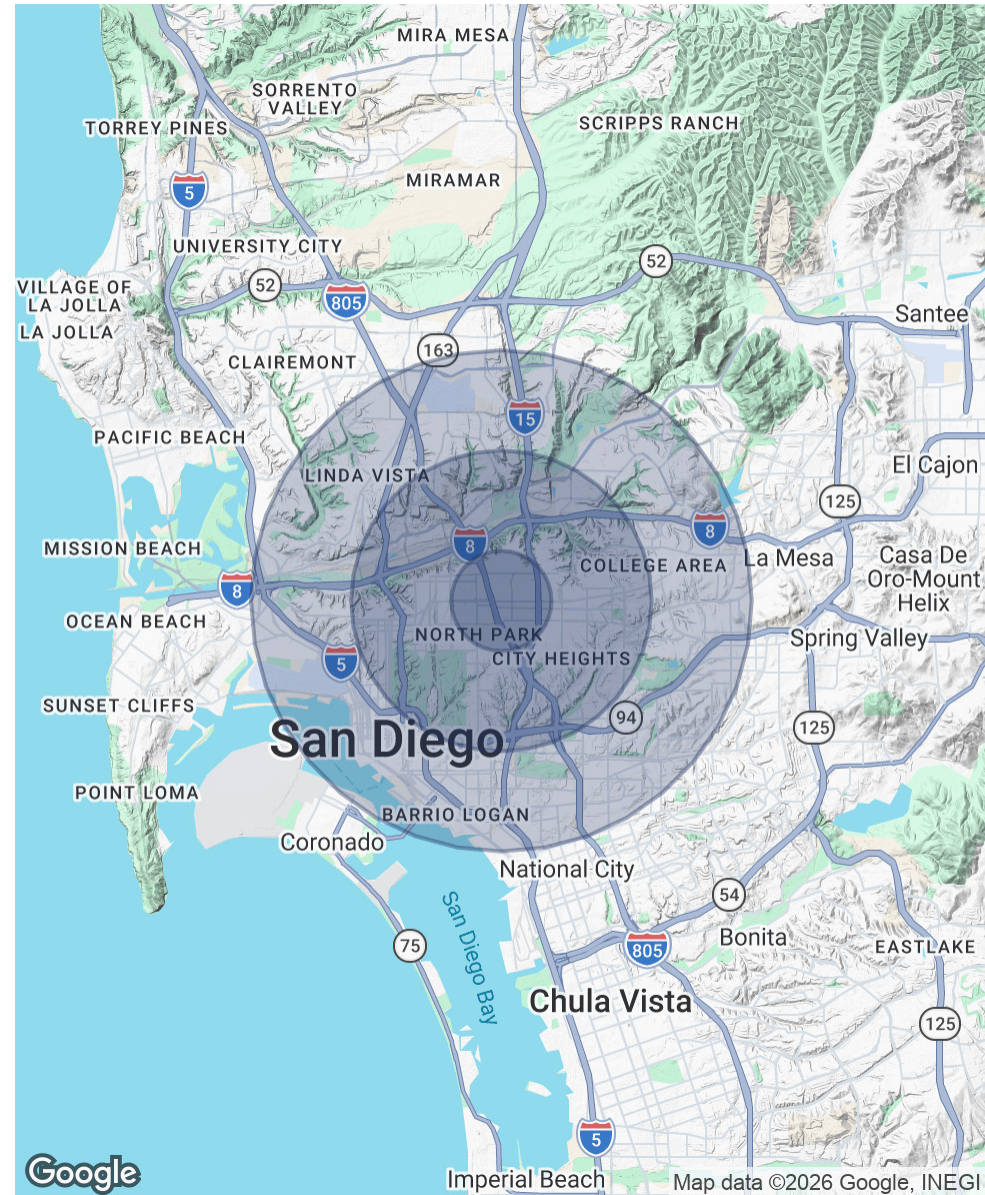 MIRA MESA
SORRENTO
VALLEY
SCRIPPS RANCH
TORREY PINES
MIRAMAR
5
UNIVERSITY CITY
52
52
VILLAGE OF
LA JOLLA
805
Santee
LA JOLLA
163
CLAIREMONT
15
PACIFIC BEACH
El Cajon
LINDA VISTA
125
8
8
MISSION BEACH
La Mesa
Casa De
Oro-Mount
Helix
COLLEGE AREA
8
OCEAN BEACH
NORTH PARK
Spring Valley
CITY HEIGHTS
5
SUNSET CLIFFS
94
125
San Diego
POINT LOMA
BARRIO LOGAN
Coronado
National City
54
San Diego Bay
75
805
Bonita
EASTLAKE
Chula Vista
125
5
Google
Imperial Beach
Map data ©2026 Google, INEGI